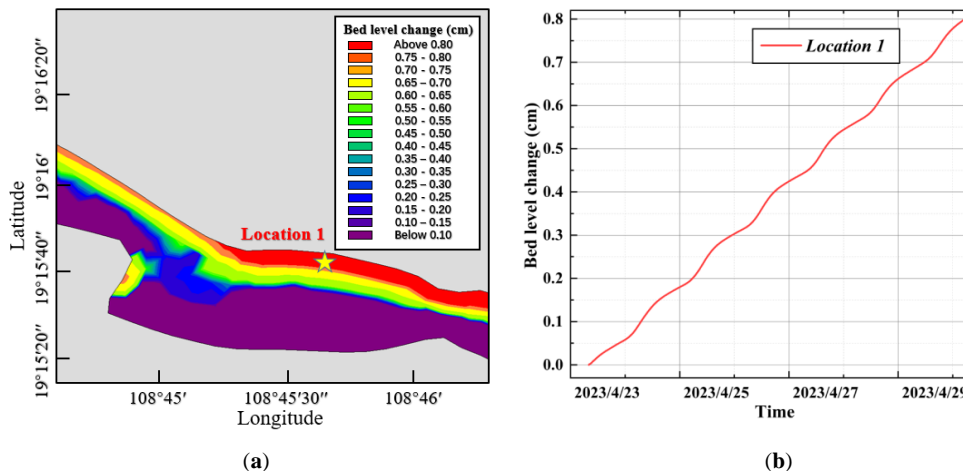 Bed level change (cm)
Above 0.80
0.75 - 0.80
0.70 - 0.75
0.65 – 0.70
0.60 - 0.65
0.55 - 0.60
0.50 - 0.55
0.45 - 0.50
0.40 - 0.45
0.35 – 0.40
0.30 - 0.35
0.25 – 0.30
0.20 - 0.25
0.15 - 0.20
0.10 - 0.15
Below 0.10
Location 1
Latitude
19°16′20″
19°16′
19°15′40″
19°15′20″
108°45′
108°45′30″
108°46′
Longitude
(a)
Location 1
Bed level change (cm)
0.8
0.7
0.6
0.5
0.4
0.3
0.2
0.1
0.0
2023/4/23
2023/4/25
2023/4/27
2023/4/29
Time
(b)